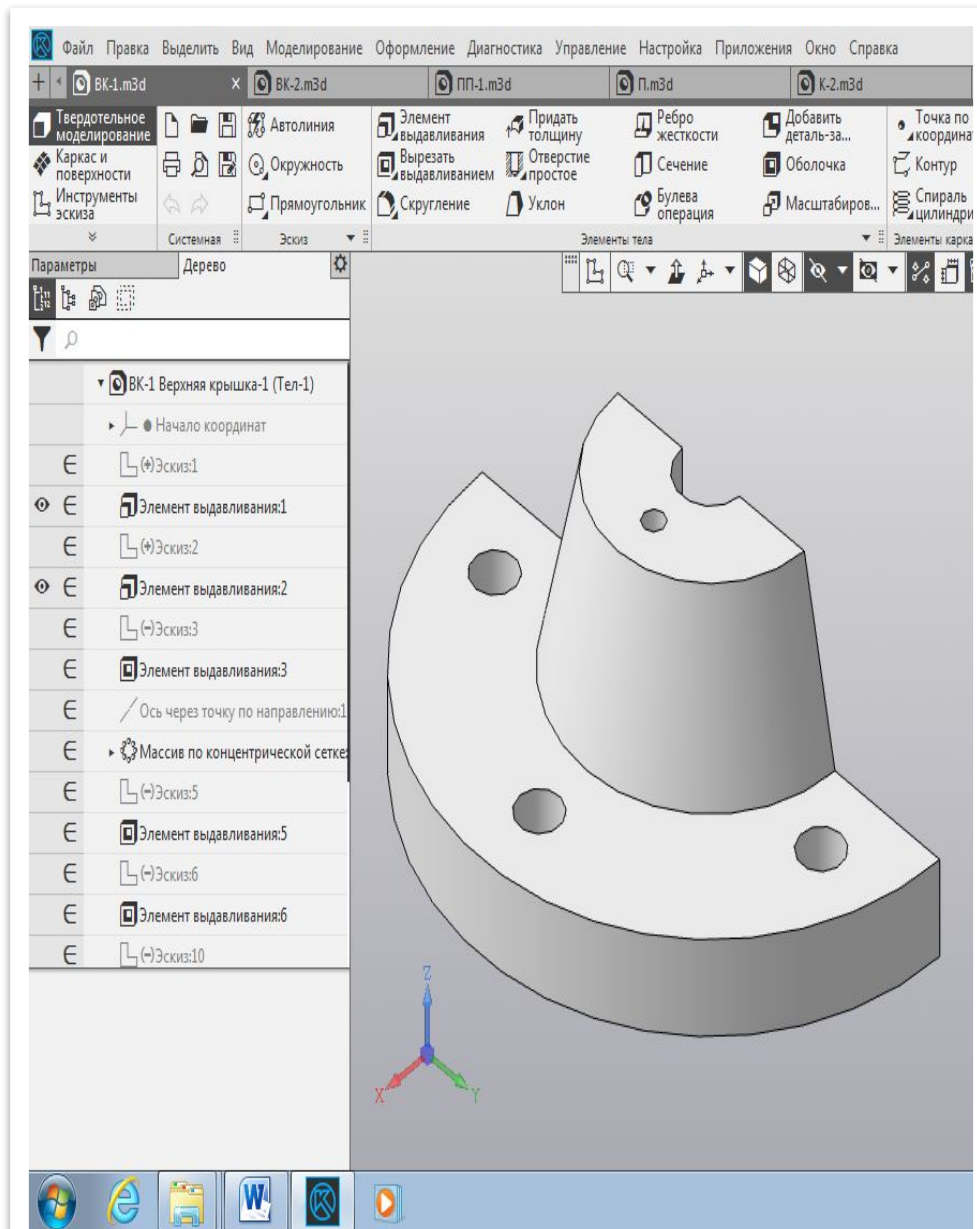 Файл Правка Выделить Вид Моделирование Оформление Диагностика Управление Настройка Приложения Окно Справка
BK-1.m3d X BK-2.m3d ПП-1.m3d П.m3d К-2.m3d
Твердотельное моделирование
Каркас и поверхности
Инструменты эскиза
Системная
Автолиния
Окружность
Прямоугольник
Эскиз
Элемент выдавливания
Вырезать выдавливанием
Скругление
Придать толщину
Отверстие простое
Уклон
Ребро жесткости
Сечение
Булева операция
Добавить деталь-за...
Оболочка
Масштабиров...
Элементы тела
Точка по
координа
Контур
Спираль
цилиндри
Элементы карка
Параметры Дерево
ВК-1 Верхняя крышка-1 (Тел-1)
Начало координат
(+)Эскиз:1
Элемент выдавливания:1
(+)Эскиз:2
Элемент выдавливания:2
(-)Эскиз:3
Элемент выдавливания:3
Ось через точку по направлению:1
Массив по концентрической сетке:
(-)Эскиз:5
Элемент выдавливания:5
(-)Эскиз:6
Элемент выдавливания:6
(-)Эскиз:10
Z
X Y